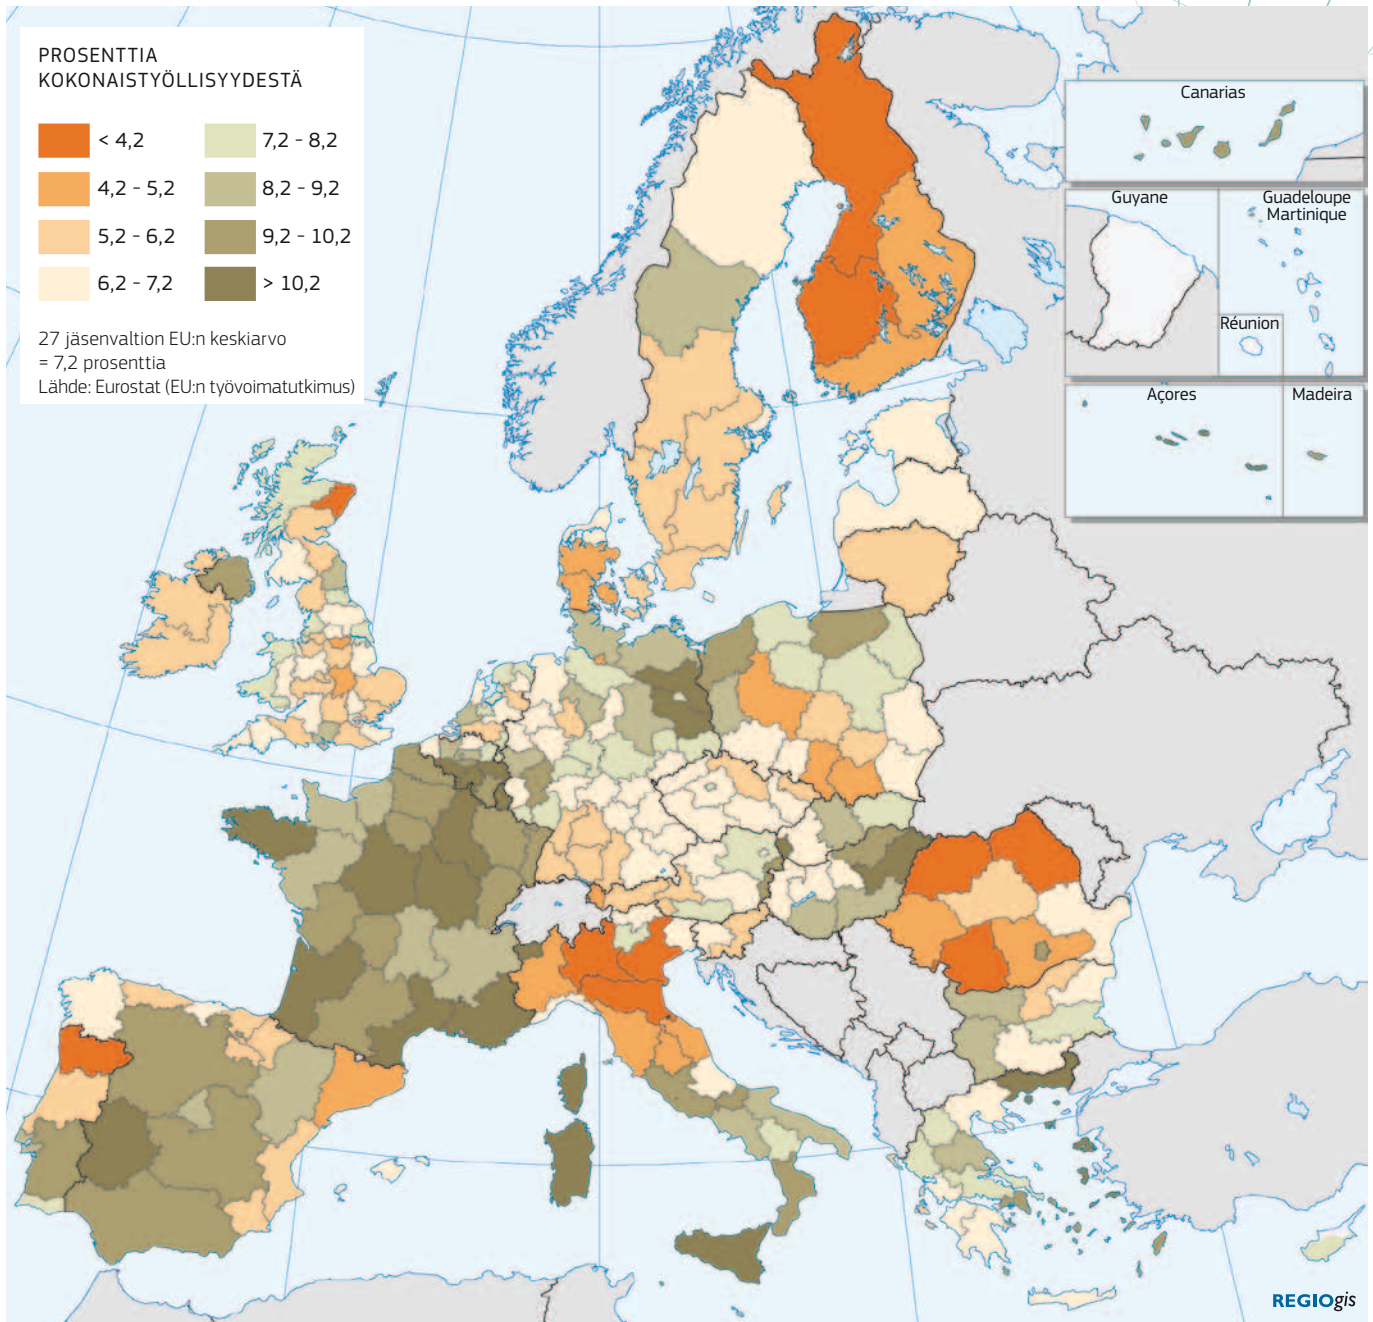 PROSENTTIA
KOKONAISTYÖLLISYYDESTÄ
< 4,2
4,2 - 5,2
5,2 - 6,2
6,2 - 7,2
7,2 - 8,2
8,2 - 9,2
9,2 - 10,2
> 10,2
27 jäsenvaltion EU:n keskiarvo
= 7,2 prosenttia
Lähde: Eurostat (EU:n työvoimatutkimus)
Canarias
Guyane
Guadeloupe
Martinique
Réunion
Açores
Madeira
REGIOgis